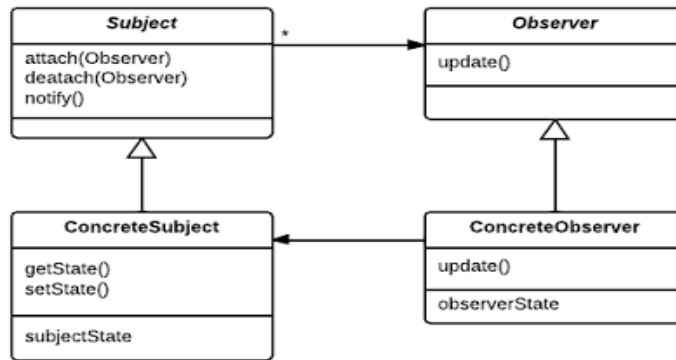 Subject
attach(Observer)
deatach(Observer)
notify()
*
Observer
update()
ConcreteSubject
getState()
setState()
subjectState
ConcreteObserver
update()
observerState